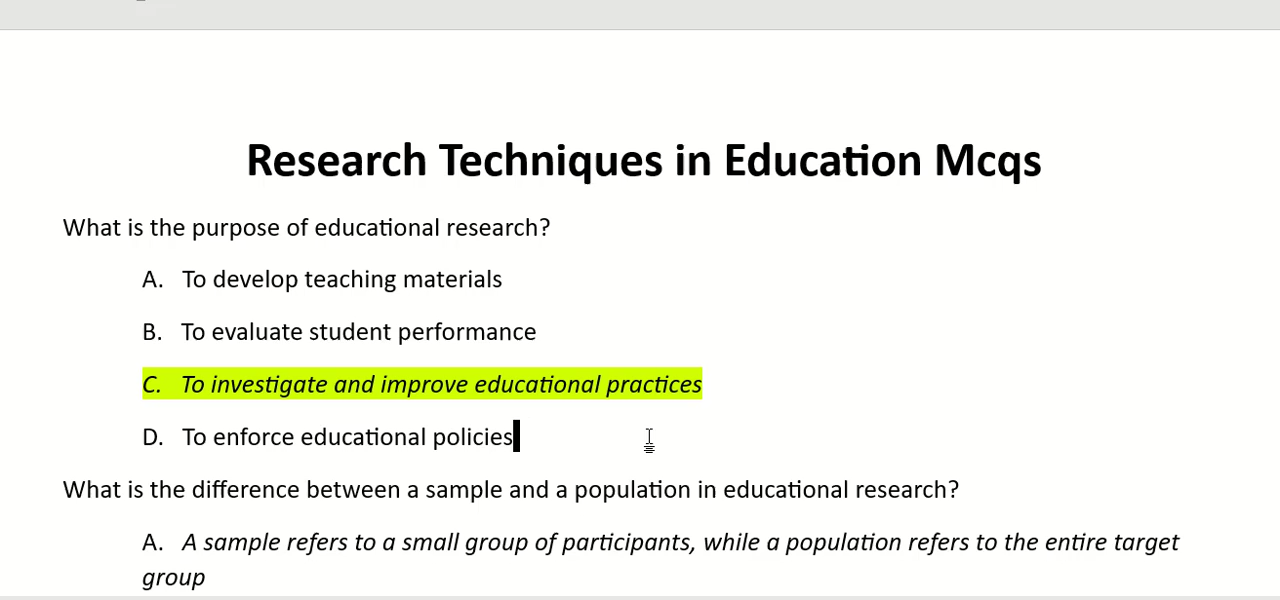 Research Techniques in Education Mcqs
What is the purpose of educational research?
A. To develop teaching materials
B. To evaluate student performance
C. To investigate and improve educational practices
D. To enforce educational policies
What is the difference between a sample and a population in educational research?
A. A sample refers to a small group of participants, while a population refers to the entire target
group